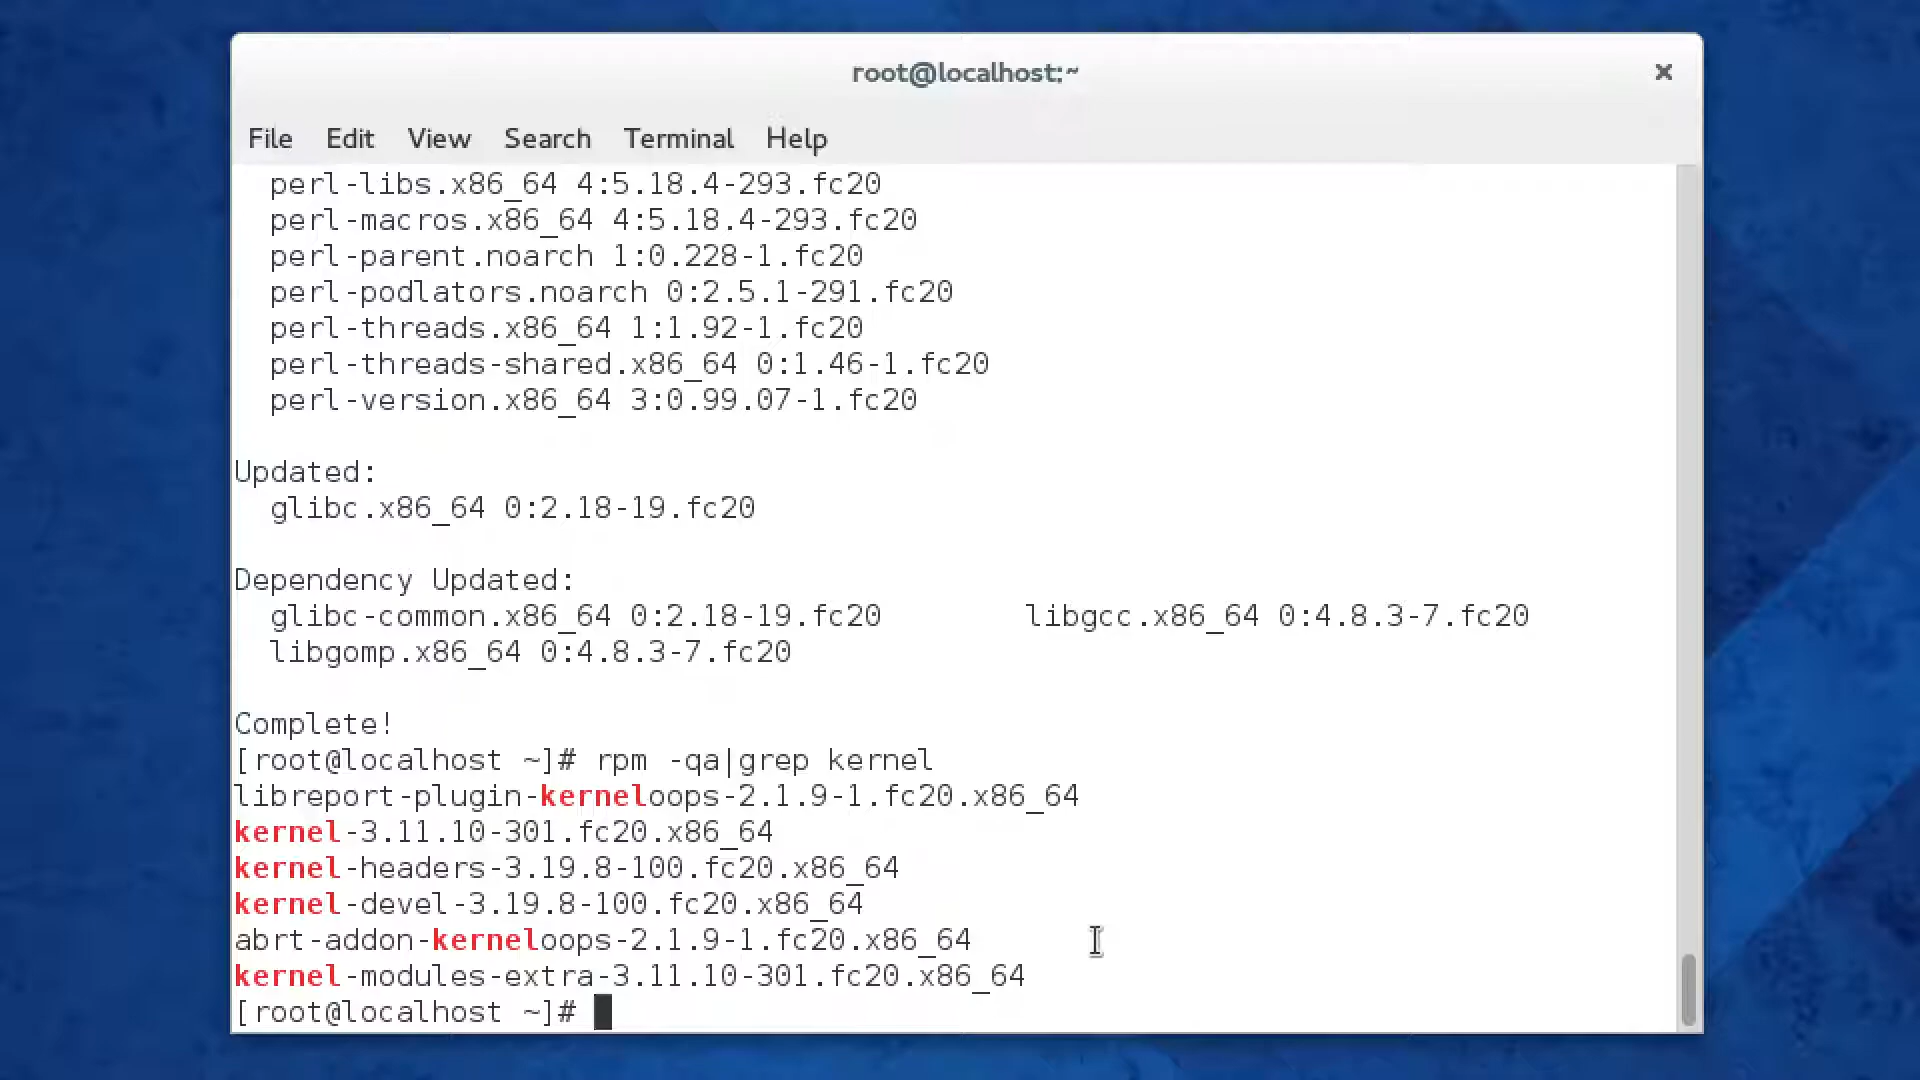 root@localhost:~
File Edit View Search Terminal Help
perl-libs.x86_64 4:5.18.4-293.fc20
perl-macros.x86_64 4:5.18.4-293.fc20
perl-parent.noarch 1:0.228-1.fc20
perl-podlators.noarch 0:2.5.1-291.fc20
perl-threads.x86_64 1:1.92-1.fc20
perl-threads-shared.x86_64 0:1.46-1.fc20
perl-version.x86_64 3:0.99.07-1.fc20
Updated:
glibc.x86_64 0:2.18-19.fc20
Dependency Updated:
glibc-common.x86_64 0:2.18-19.fc20 libgcc.x86_64 0:4.8.3-7.fc20
libgomp.x86_64 0:4.8.3-7.fc20
Complete!
[root@localhost ~]# rpm -qa|grep kernel
libreport-plugin-kerneloops-2.1.9-1.fc20.x86_64
kernel-3.11.10-301.fc20.x86_64
kernel-headers-3.19.8-100.fc20.x86_64
kernel-devel-3.19.8-100.fc20.x86_64
abrt-addon-kerneloops-2.1.9-1.fc20.x86_64
kernel-modules-extra-3.11.10-301.fc20.x86_64
[root@localhost ~]#